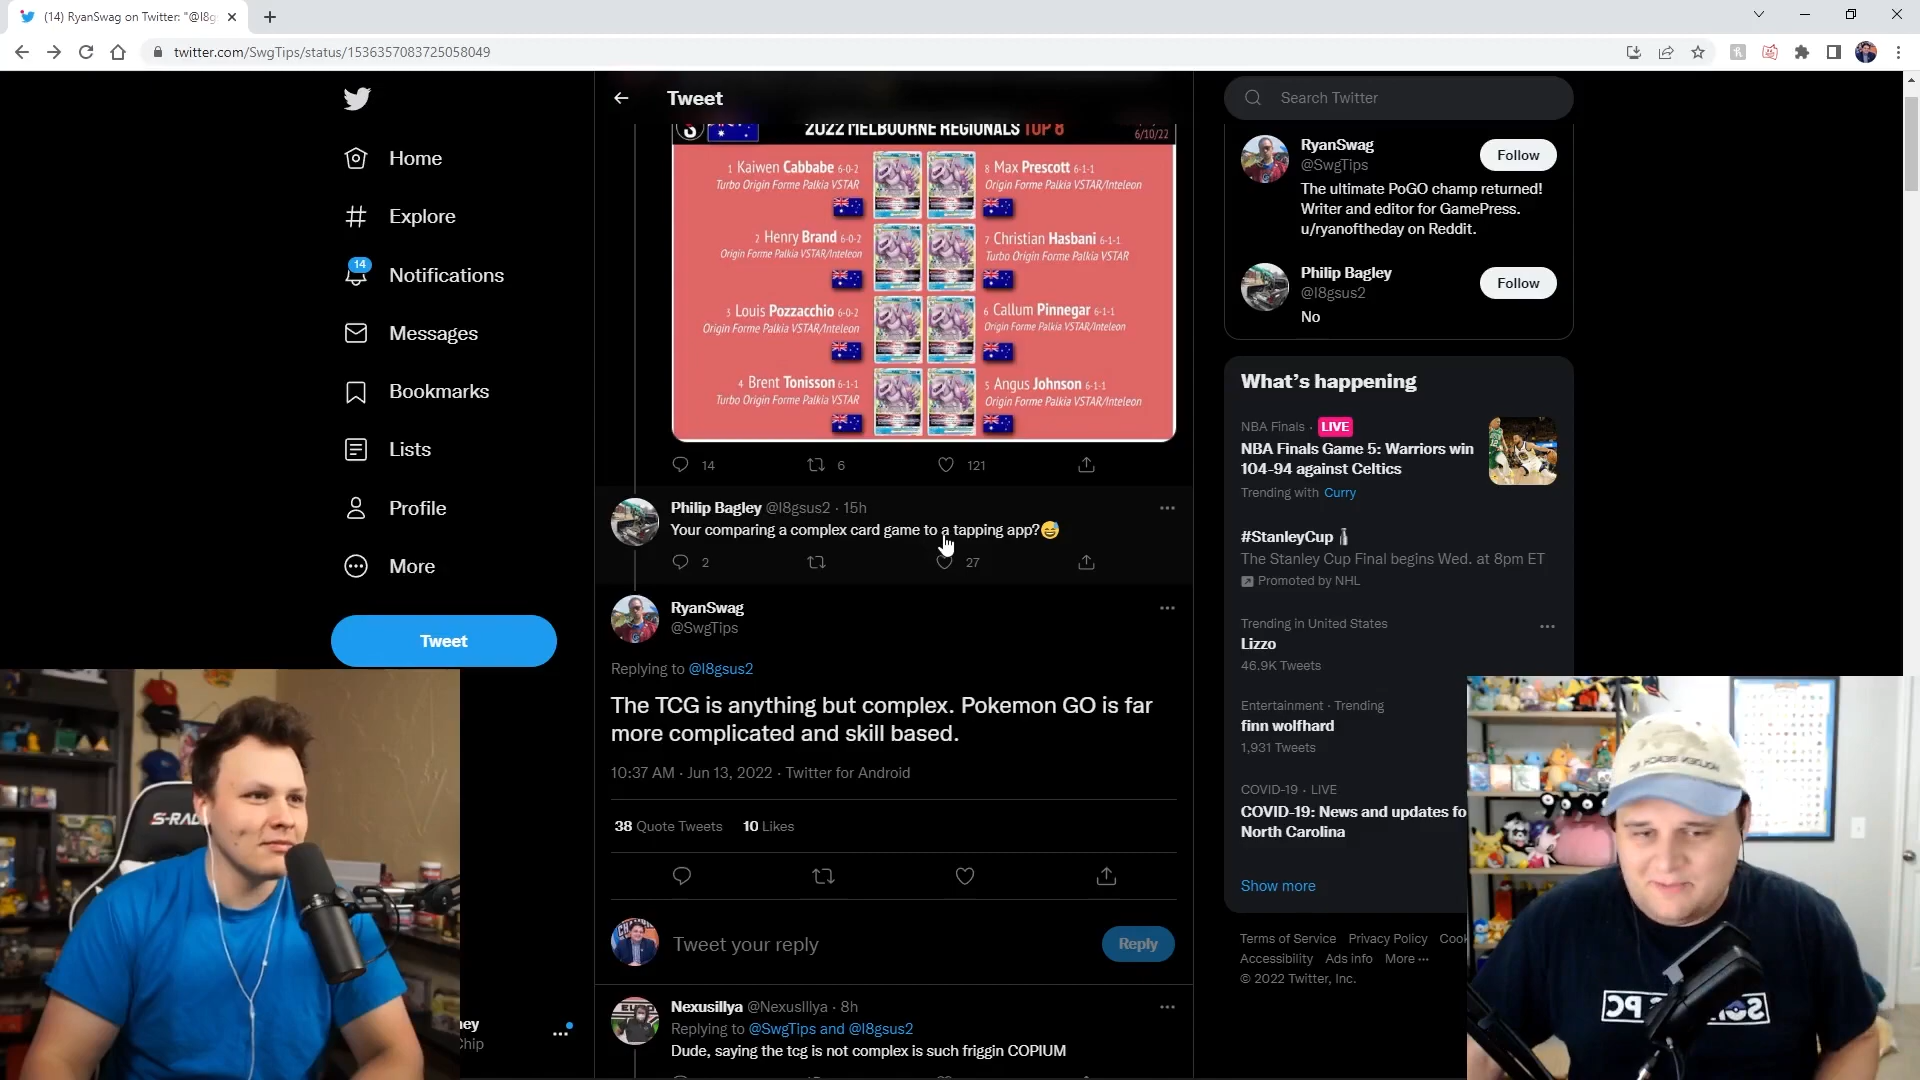 (14) RyanSwag on Twitter: "@l8g
twitter.com/SwgTips/status/1536357083725058049
Home
Explore
14
Notifications
Messages
Bookmarks
Lists
Profile
More
Tweet
Tweet
2022 MELBOURNE REGIONALS TOP 8
6/10/22
1 Kaiwen Cabbabe 6-0-2
Turbo Origin Forme Palkia VSTAR
8 Max Prescott 6-1-1
Origin Forme Palkia VSTAR/Inteleon
2 Henry Brand 6-0-2
Origin Forme Palkia VSTAR/Inteleon
7 Christian Hasbani 6-1-1
Turbo Origin Forme Palkia VSTAR
3 Louis Pozzacchio 6-0-2
Origin Forme Palkia VSTAR/Inteleon
6 Callum Pinnegar 6-1-1
Origin Forme Palkia VSTAR/Inteleon
4 Brent Tonisson 6-1-1
Turbo Origin Forme Palkia VSTAR
5 Angus Johnson 6-1-1
Origin Forme Palkia VSTAR/Inteleon
14 6 121
Philip Bagley @l8gsus2 · 15h
Your comparing a complex card game to a tapping app?😅
2 27
RyanSwag
@SwgTips
Replying to @l8gsus2
The TCG is anything but complex. Pokemon GO is far
more complicated and skill based.
10:37 AM · Jun 13, 2022 · Twitter for Android
38 Quote Tweets 10 Likes
Tweet your reply
Reply
Nexusillya @NexusIllya · 8h
Replying to @SwgTips and @l8gsus2
Dude, saying the tcg is not complex is such friggin COPIUM
Search Twitter
RyanSwag
@SwgTips
Follow
The ultimate PoGO champ returned!
Writer and editor for GamePress.
u/ryanoftheday on Reddit.
Philip Bagley
@l8gsus2
Follow
No
What's happening
NBA Finals · LIVE
NBA Finals Game 5: Warriors win
104-94 against Celtics
Trending with Curry
#StanleyCup
The Stanley Cup Final begins Wed. at 8pm ET
Promoted by NHL
Trending in United States
Lizzo
46.9K Tweets
Entertainment · Trending
finn wolfhard
1,931 Tweets
COVID-19 · LIVE
COVID-19: News and updates fo
North Carolina
Show more
Terms of Service Privacy Policy Cook
Accessibility Ads info More
© 2022 Twitter, Inc.
ney
Chip
S-RA